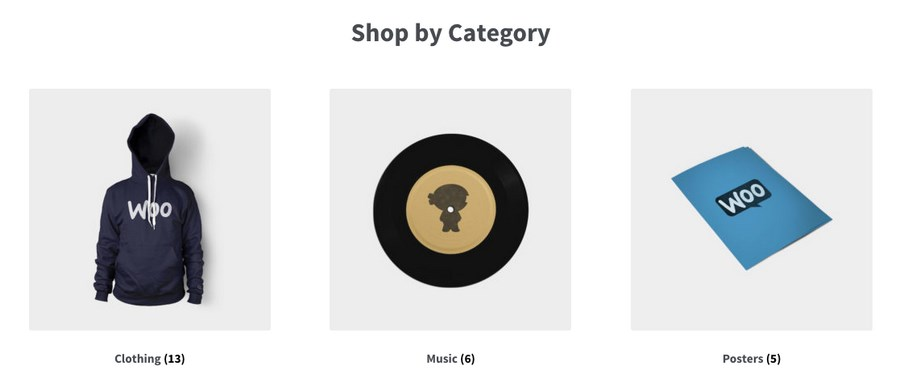 Shop by Category
Woo
Woo
Clothing (13)
Music (6)
Posters (5)